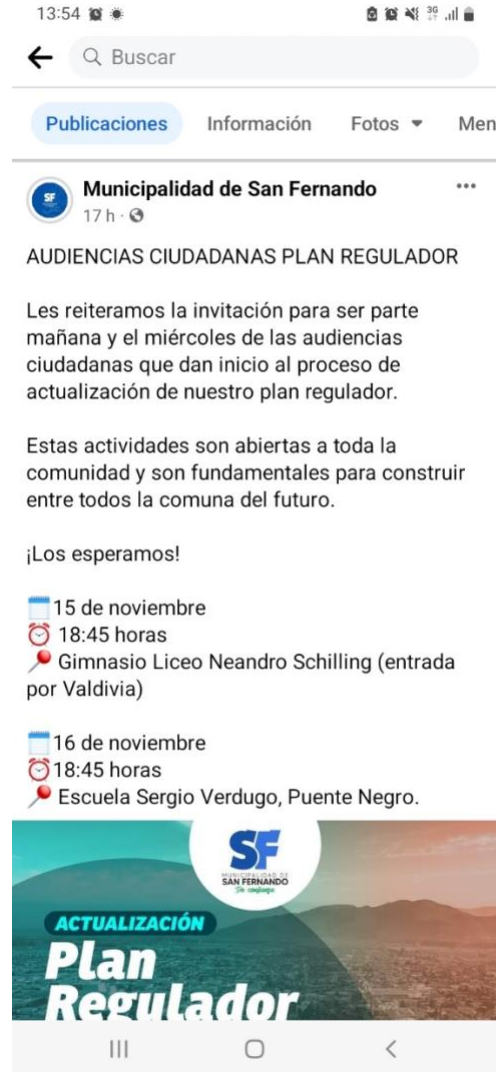 13:54
3G
Buscar
Publicaciones Información Fotos Men
Municipalidad de San Fernando
17 h
AUDIENCIAS CIUDADANAS PLAN REGULADOR
Les reiteramos la invitación para ser parte
mañana y el miércoles de las audiencias
ciudadanas que dan inicio al proceso de
actualización de nuestro plan regulador.
Estas actividades son abiertas a toda la
comunidad y son fundamentales para construir
entre todos la comuna del futuro.
¡Los esperamos!
15 de noviembre
18:45 horas
Gimnasio Liceo Neandro Schilling (entrada
por Valdivia)
16 de noviembre
18:45 horas
Escuela Sergio Verdugo, Puente Negro.
SF
MUNICIPALIDAD DE
SAN FERNANDO
De confianza
ACTUALIZACIÓN
Plan
Regulador